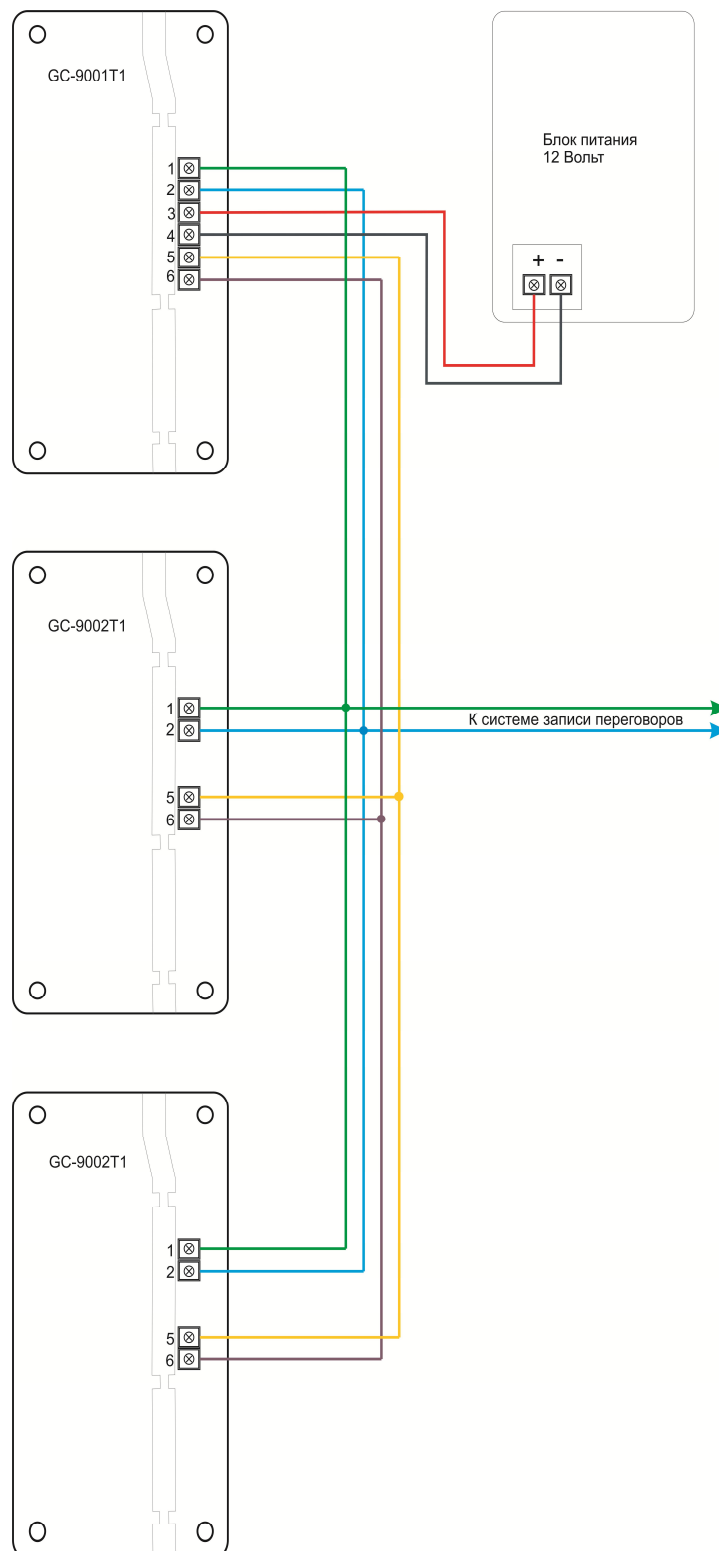 GC-9001T1
Блок питания
12 Вольт
1
2
3
4
5
6
+ -
GC-9002T1
1
2
К системе записи переговоров
5
6
GC-9002T1
1
2
5
6